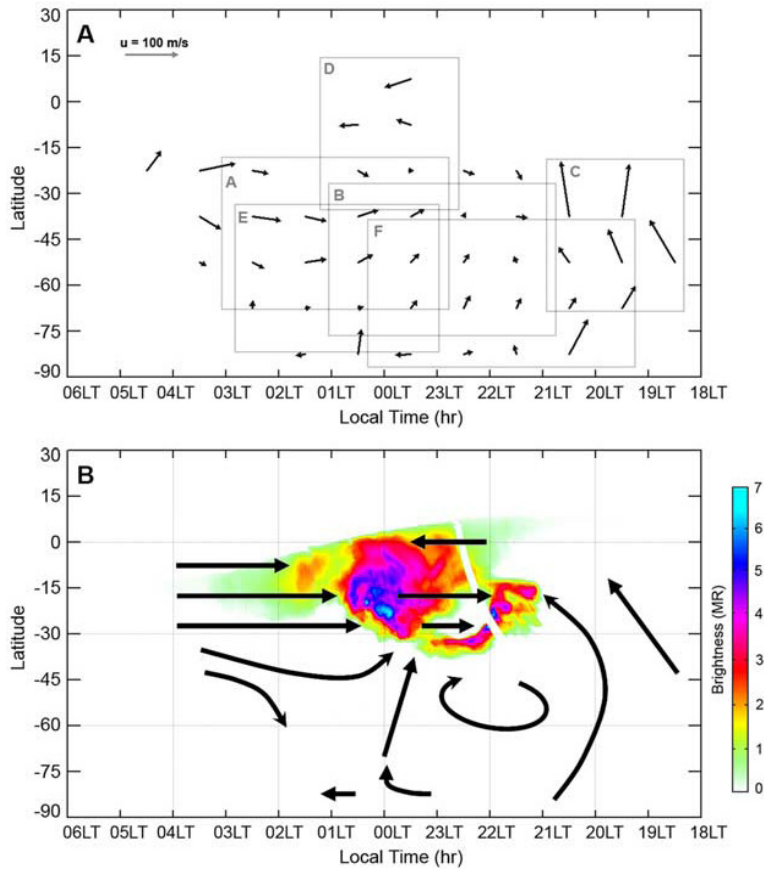 A
u = 100 m/s
D
A
B
C
E
F
30
15
0
-15
-30
-45
-60
-75
-90
Latitude
06LT 05LT 04LT 03LT 02LT 01LT 00LT 23LT 22LT 21LT 20LT 19LT 18LT
Local Time (hr)
B
30
15
0
-15
-30
-45
-60
-75
-90
Latitude
06LT 05LT 04LT 03LT 02LT 01LT 00LT 23LT 22LT 21LT 20LT 19LT 18LT
Local Time (hr)
7
6
5
4
3
2
1
0
Brightness (MR)